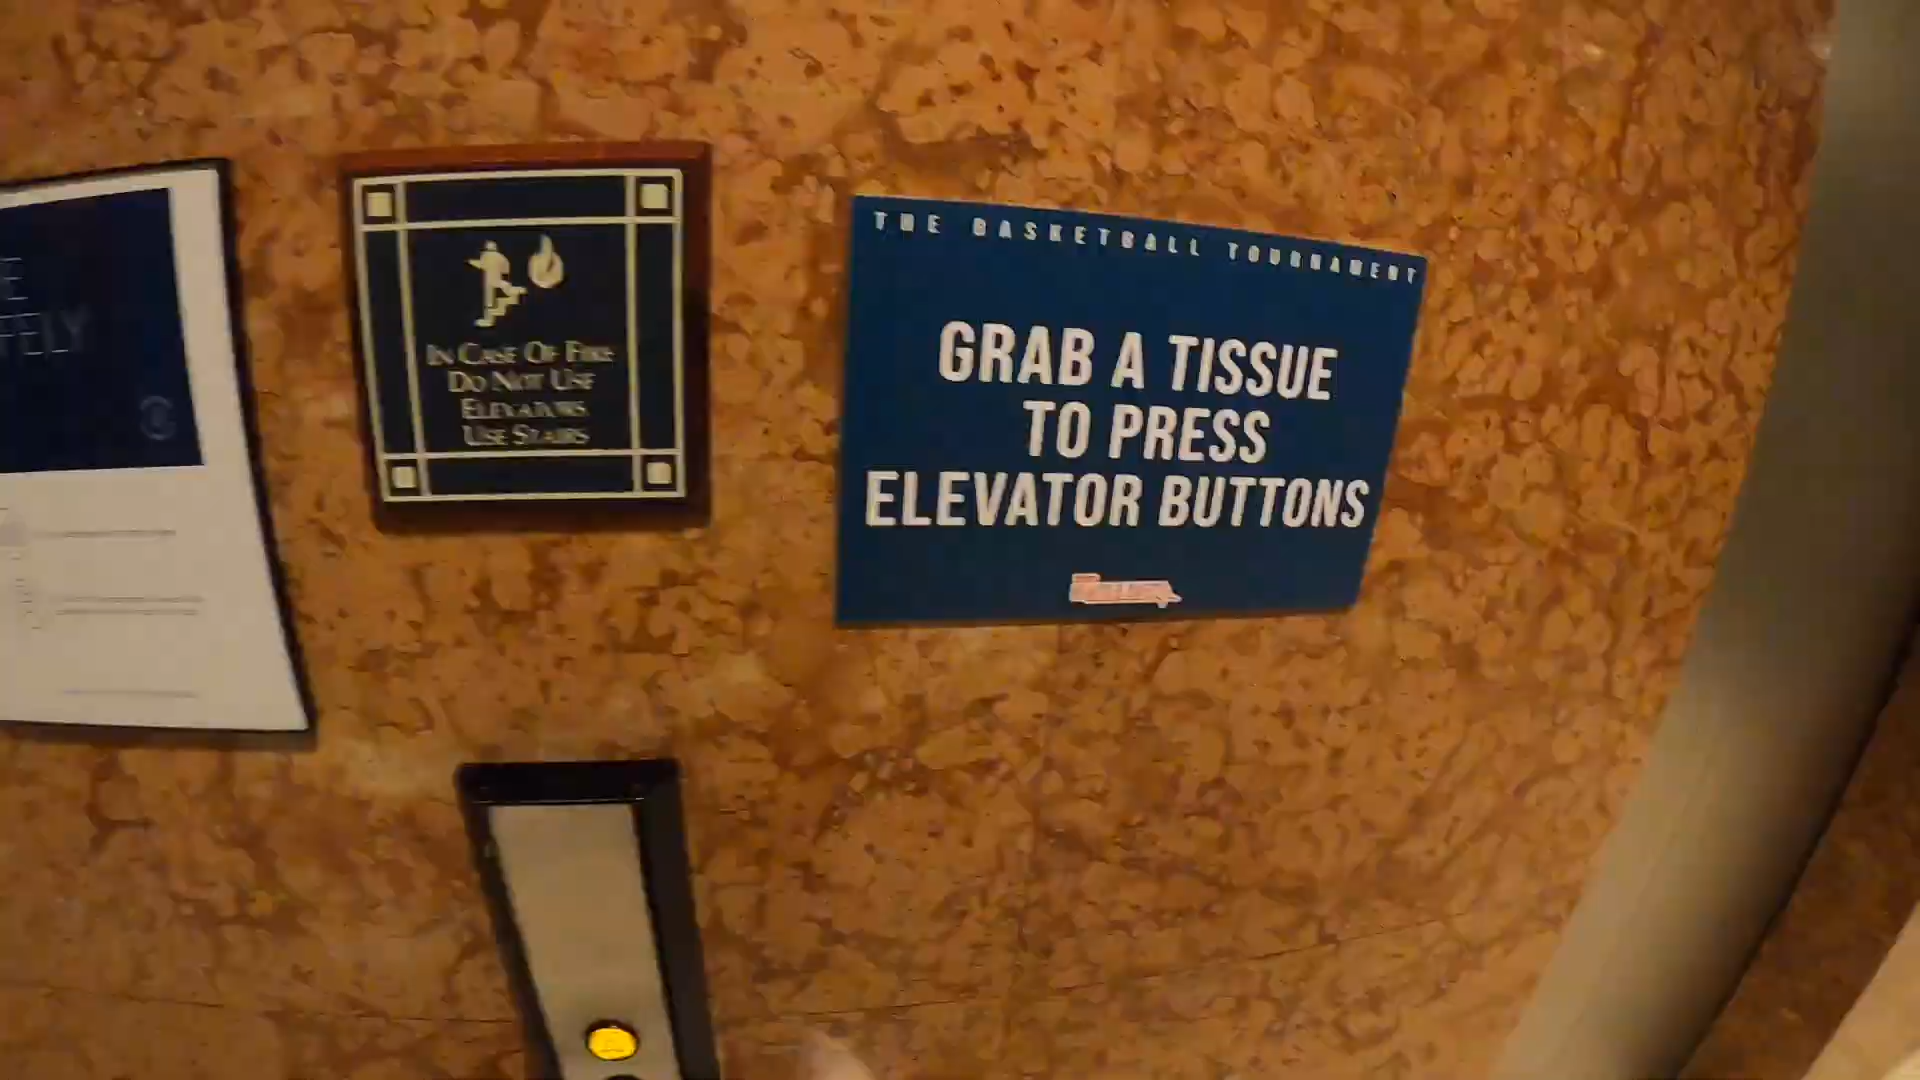 IN CASE OF FIRE
DO NOT USE
ELEVATORS
USE STAIRS
THE BASKETBALL TOURNAMENT
GRAB A TISSUE
TO PRESS
ELEVATOR BUTTONS